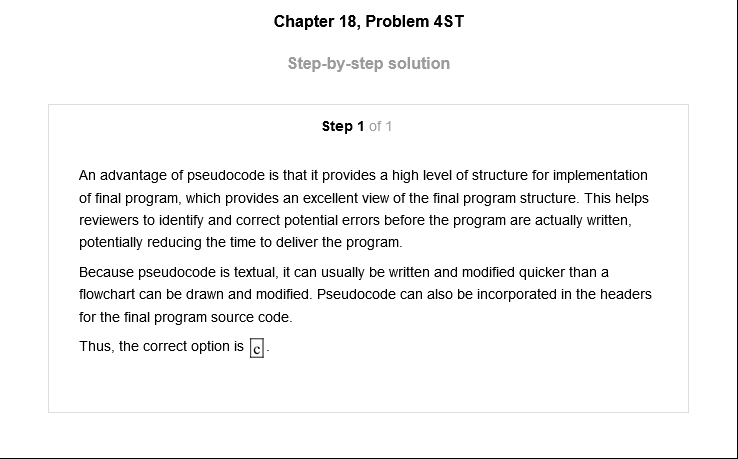 Chapter 18, Problem 4ST
Step-by-step solution
Step 1 of 1
An advantage of pseudocode is that it provides a high level of structure for implementation
of final program, which provides an excellent view of the final program structure. This helps
reviewers to identify and correct potential errors before the program are actually written,
potentially reducing the time to deliver the program.
Because pseudocode is textual, it can usually be written and modified quicker than a
flowchart can be drawn and modified. Pseudocode can also be incorporated in the headers
for the final program source code.
Thus, the correct option is c.